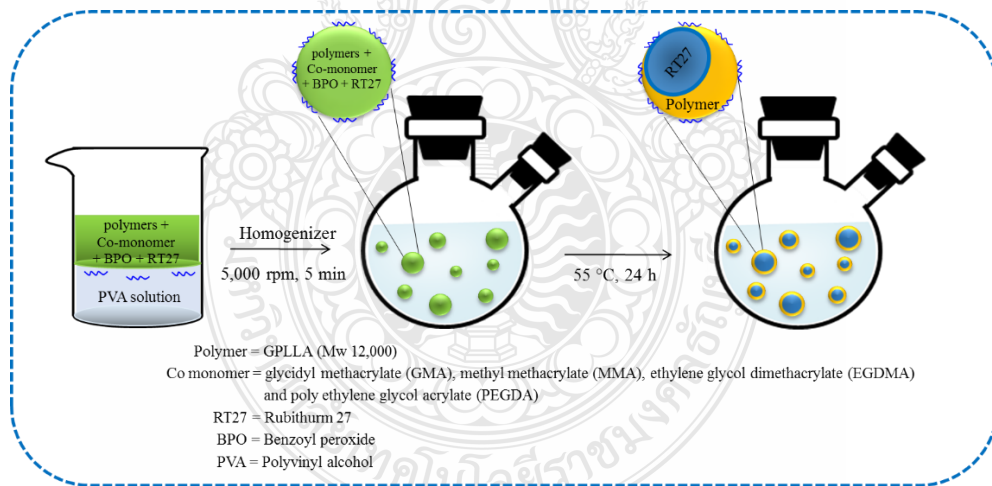 polymers +
Co-monomer
+ BPO + RT27
RT27
Polymer
polymers +
Co-monomer
+ BPO + RT27
PVA solution
Homogenizer
5,000 rpm, 5 min
55 °C, 24 h
Polymer = GPLLA (Mw 12,000)
Co monomer = glycidyl methacrylate (GMA), methyl methacrylate (MMA), ethylene glycol dimethacrylate (EGDMA)
and poly ethylene glycol acrylate (PEGDA)
RT27 = Rubithurm 27
BPO = Benzoyl peroxide
PVA = Polyvinyl alcohol